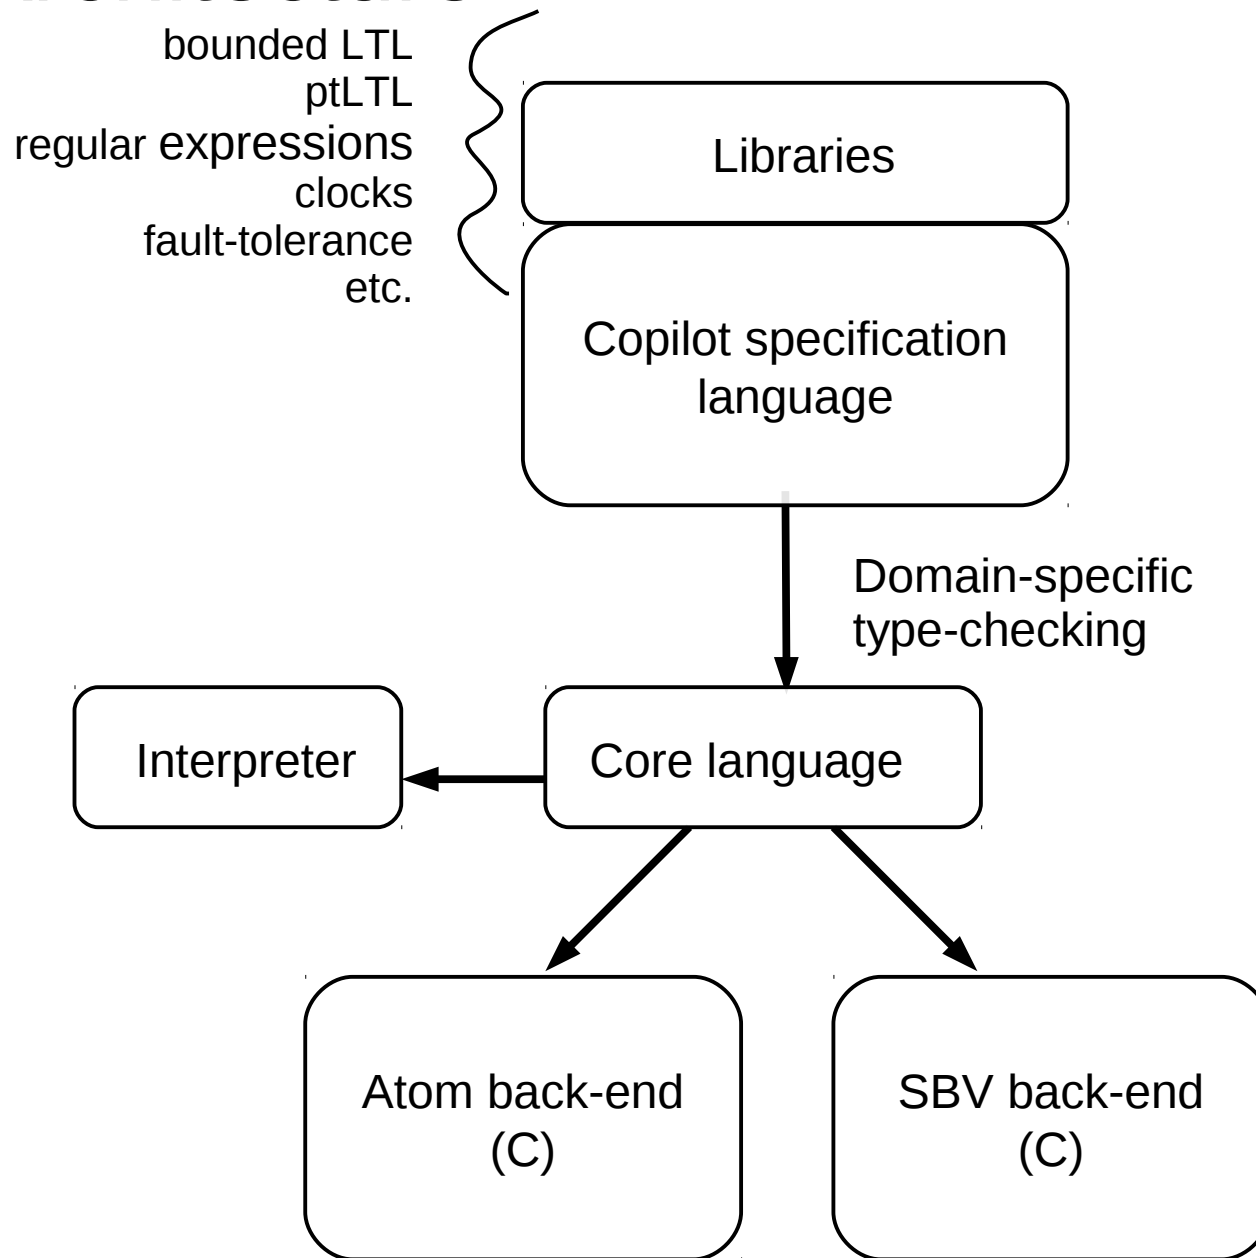 bounded LTL
ptLTL
regular expressions
clocks
fault-tolerance
etc.
Libraries
Copilot specification
language
Domain-specific
type-checking
Interpreter
Core language
Atom back-end
(C)
SBV back-end
(C)